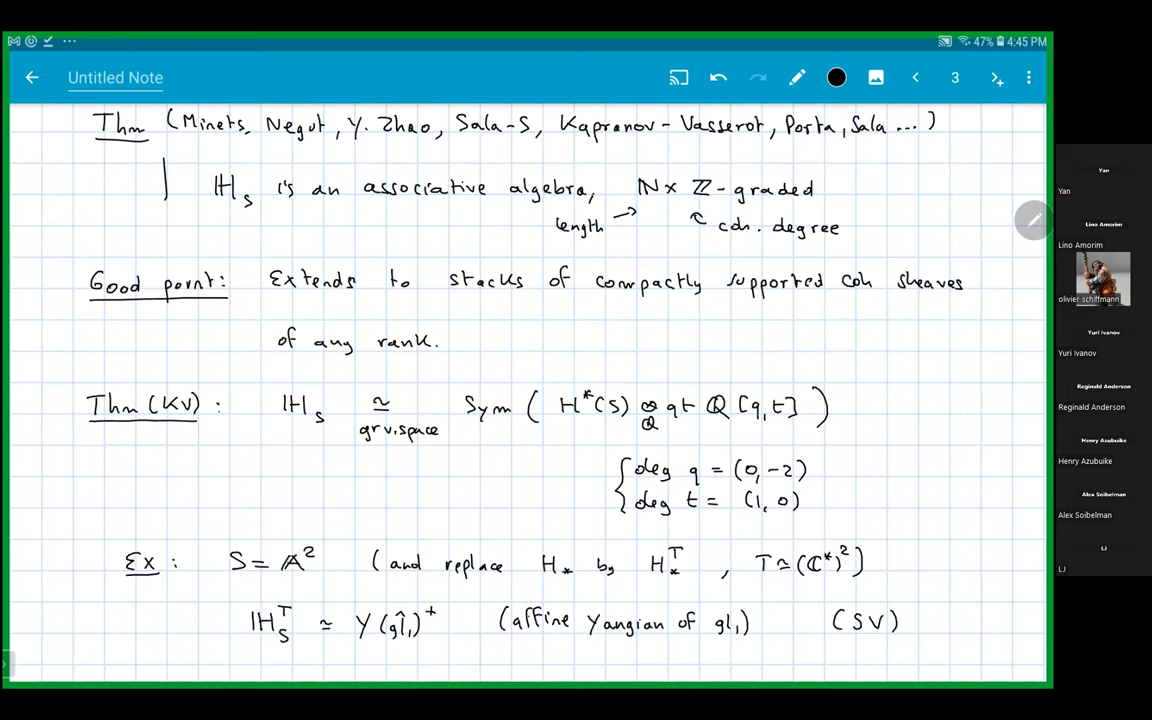 47% 4:45 PM
Untitled Note
3
Thm (Minets, Negut, Y. Zhao, Sala-S, Kapranov-Vasserot, Porta, Sala ...)
ℍ_S is an associative algebra, ℕ × ℤ-graded
length → coh. degree
Good point: Extends to stacks of compactly supported coh sheaves
of any rank.
Thm (KV): ℍ_S ≅ Sym ( H*(S) ⊗ qt ℚ[q,t] )
gr v. space ℚ
{ deg q = (0,-2)
deg t = (1,0)
Ex: S = 𝔸² (and replace H_* by H_*^T, T ≃ (ℂ*)²)
ℍ_S^T ≃ Y(ĝl₁)⁺ (affine Yangian of gl₁) (SV)
Yan
Yan
Lino Amorim
Lino Amorim
olivier schiffmann
Yuri Ivanov
Yuri Ivanov
Reginald Anderson
Reginald Anderson
Henry Azubuike
Henry Azubuike
Alex Soibelman
Alex Soibelman
LJ
LJ